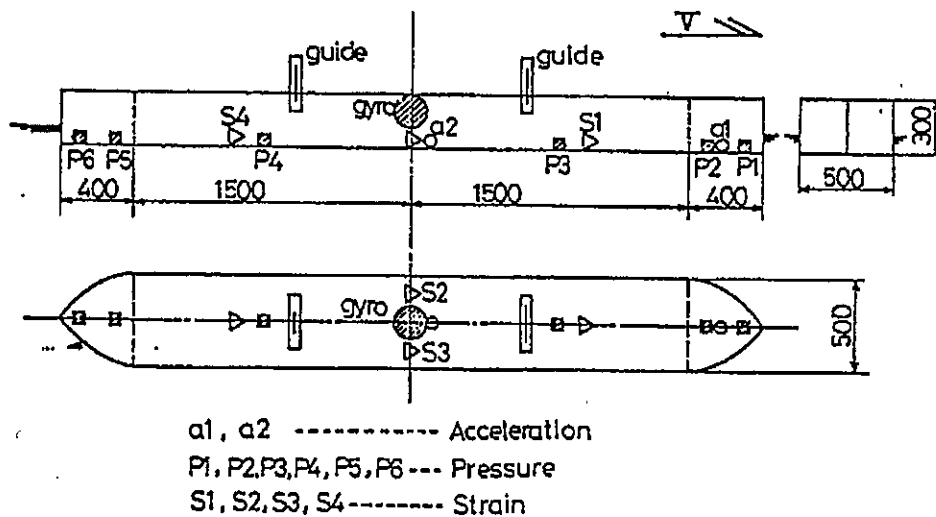 V
guide
guide
gyro
S4
a2
S1
a1
P6
P5
P4
P3
P2
P1
300
400
1500
1500
400
500
gyro
S2
S3
500
a1, a2 -------- Acceleration
P1, P2, P3, P4, P5, P6 --- Pressure
S1, S2, S3, S4 -------- Strain